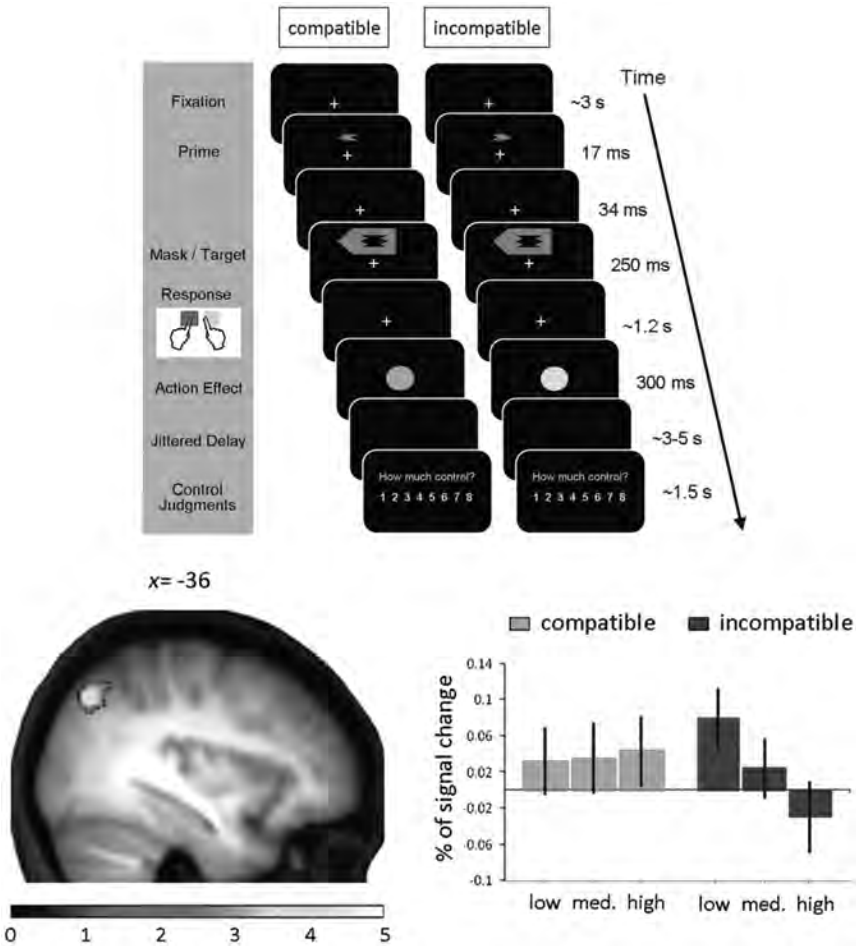 compatible
incompatible
Time
Fixation
~3 s
Prime
17 ms
34 ms
Mask / Target
250 ms
Response
~1.2 s
Action Effect
300 ms
Jittered Delay
~3-5 s
Control
Judgments
How much control?
1 2 3 4 5 6 7 8
How much control?
1 2 3 4 5 6 7 8
~1.5 s
x= -36
0 1 2 3 4 5
compatible
incompatible
% of signal change
0.14
0.1
0.06
0.02
-0.02
-0.06
-0.1
low med. high low med. high